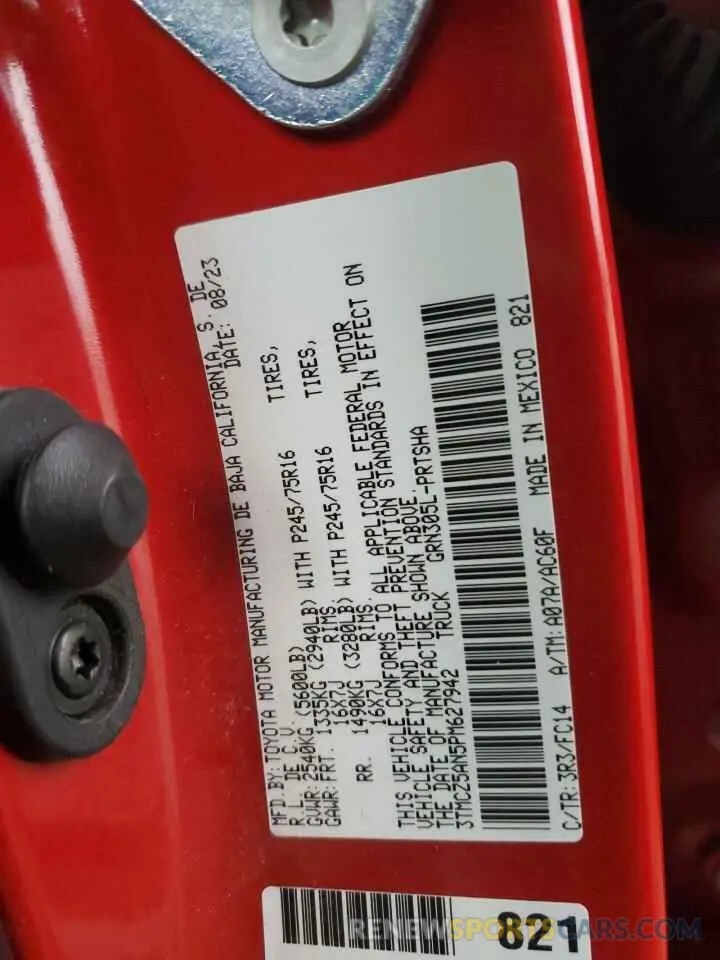 MFD.BY:TOYOTA MOTOR MANUFACTURING DE BAJA CALIFORNIA, S. DE
R.L. DE C.V. DATE: 08/23
GVWR:2540KG (5600LB)
GAWR:FRT. 1335KG (2940LB) WITH P245/75R16 TIRES,
16X7J RIMS,
RR. 1490KG (3280LB) WITH P245/75R16 TIRES,
16X7J RIMS.
THIS VEHICLE CONFORMS TO ALL APPLICABLE FEDERAL MOTOR
VEHICLE SAFETY AND THEFT PREVENTION STANDARDS IN EFFECT ON
THE DATE OF MANUFACTURE SHOWN ABOVE.
3TMCZ5AN5PM627942 TRUCK GRN305L-PRTSHA
C/TR:3R3/FC14 A/TM:A07A/AC60F MADE IN MEXICO 821
821
RENEWSPORTSCARS.COM